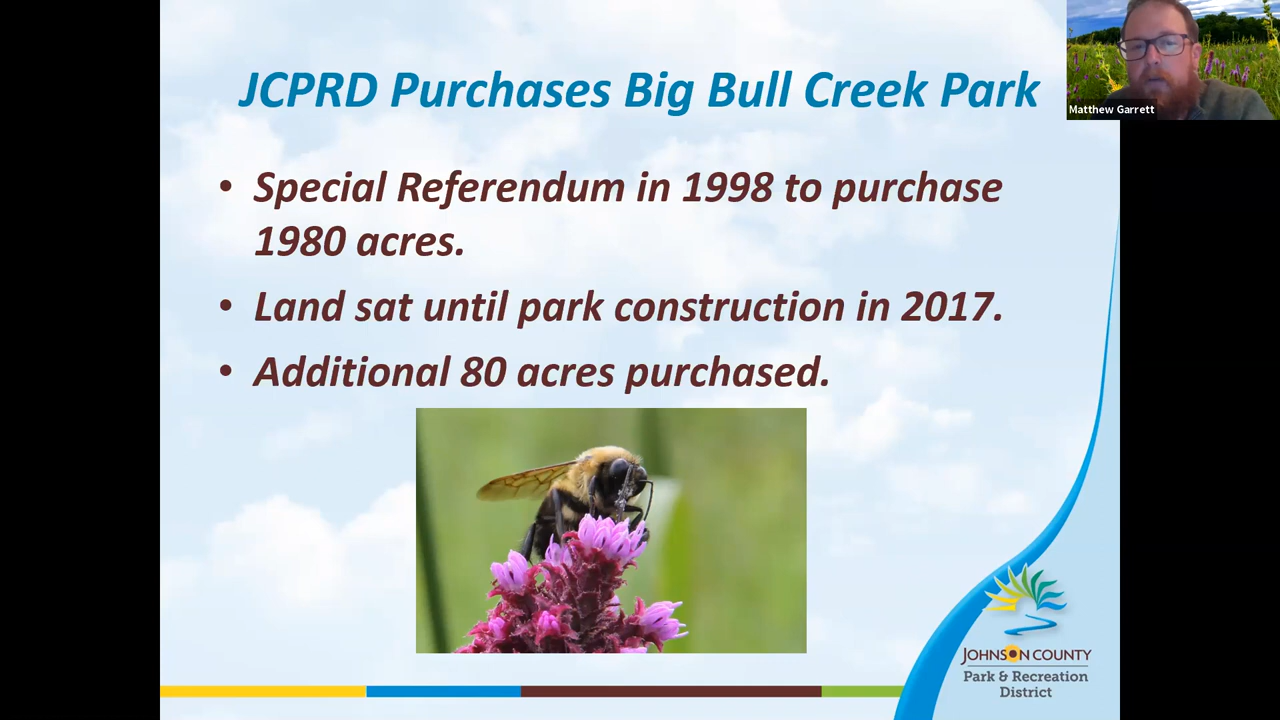 JCPRD Purchases Big Bull Creek Park
Matthew Garrett
• Special Referendum in 1998 to purchase
1980 acres.
• Land sat until park construction in 2017.
• Additional 80 acres purchased.
JOHNSON COUNTY
Park & Recreation
District